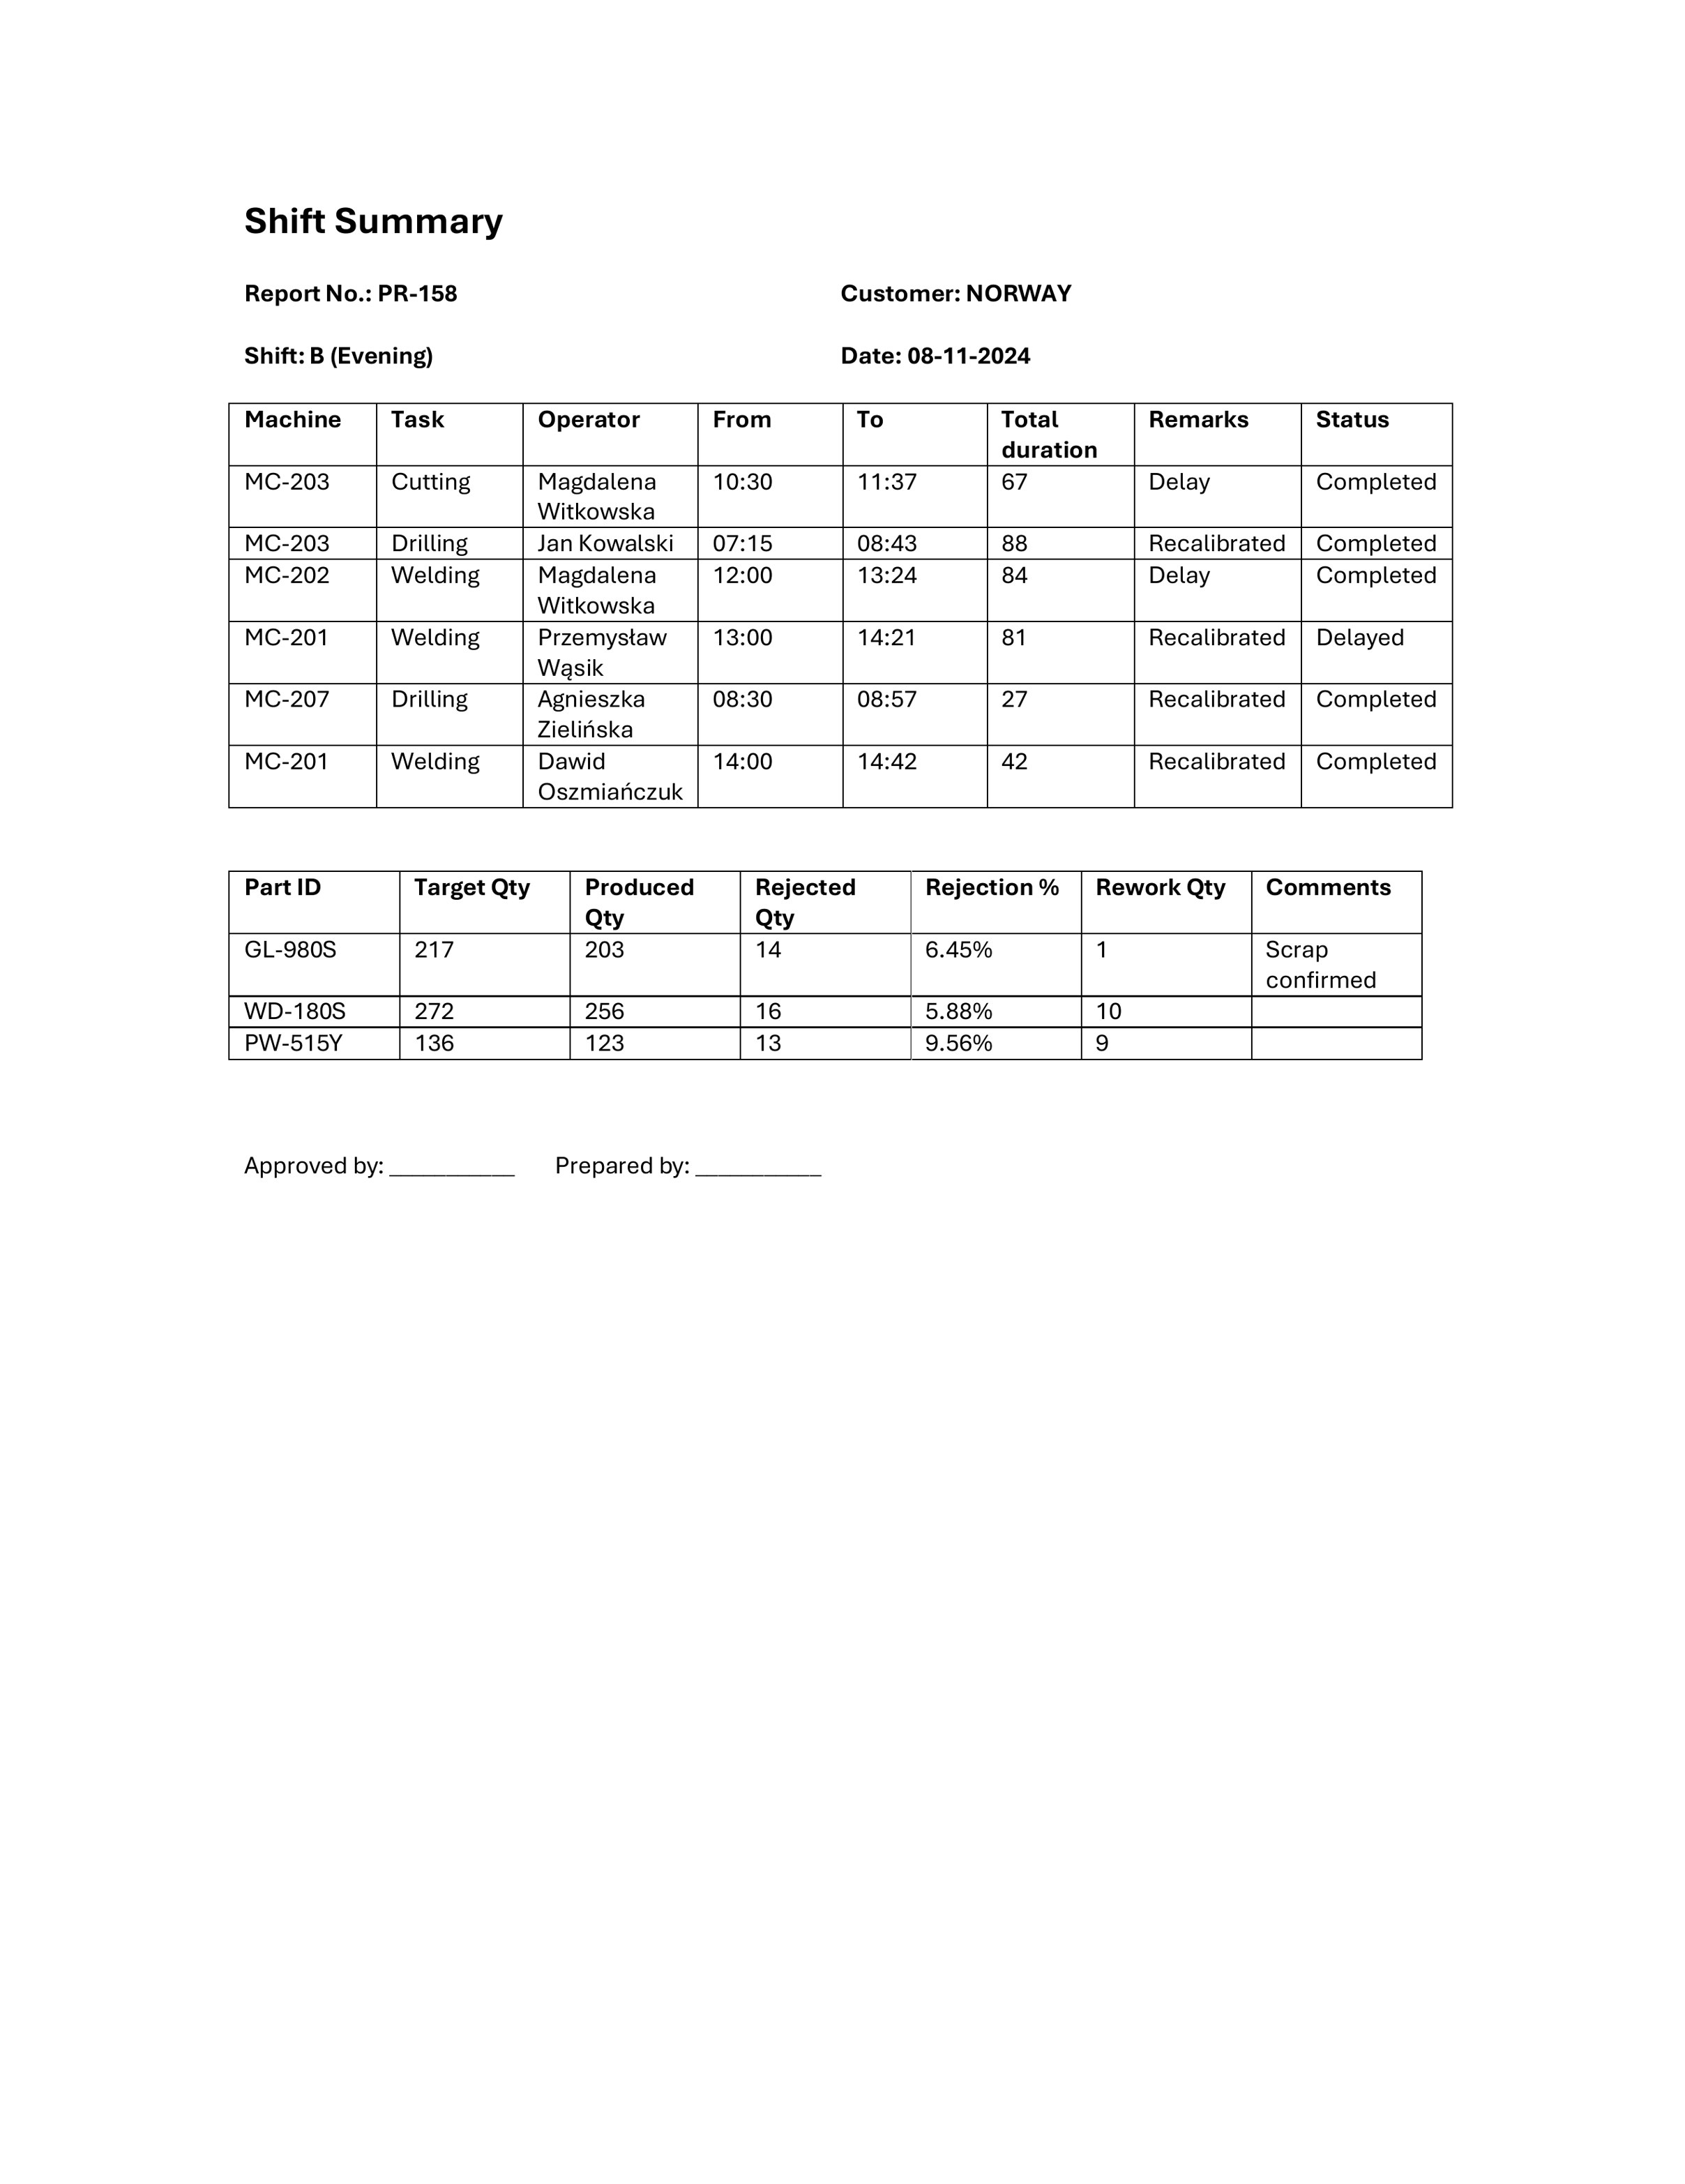 Shift Summary
Report No.: PR-158 Customer: NORWAY
Shift: B (Evening) Date: 08-11-2024
Machine Task Operator From To Total duration Remarks Status
MC-203 Cutting Magdalena Witkowska 10:30 11:37 67 Delay Completed
MC-203 Drilling Jan Kowalski 07:15 08:43 88 Recalibrated Completed
MC-202 Welding Magdalena Witkowska 12:00 13:24 84 Delay Completed
MC-201 Welding Przemysław Wąsik 13:00 14:21 81 Recalibrated Delayed
MC-207 Drilling Agnieszka Zielińska 08:30 08:57 27 Recalibrated Completed
MC-201 Welding Dawid Oszmiańczuk 14:00 14:42 42 Recalibrated Completed
Part ID Target Qty Produced Qty Rejected Qty Rejection % Rework Qty Comments
GL-980S 217 203 14 6.45% 1 Scrap confirmed
WD-180S 272 256 16 5.88% 10
PW-515Y 136 123 13 9.56% 9
Approved by: ___________ Prepared by: ___________